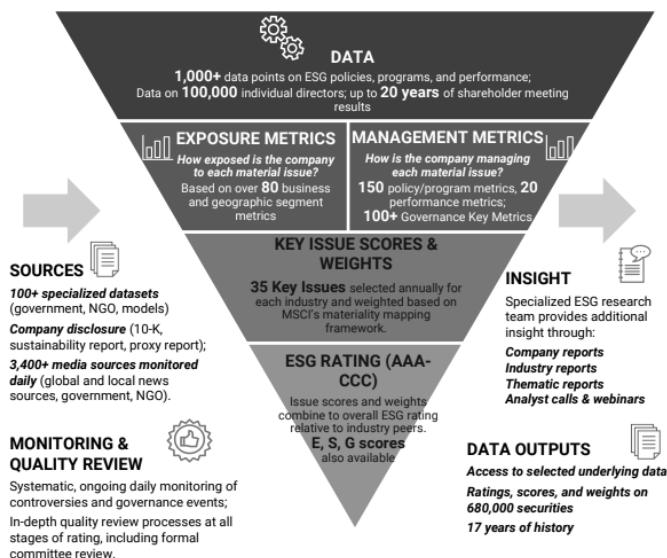 DATA
1,000+ data points on ESG policies, programs, and performance;
Data on 100,000 individual directors; up to 20 years of shareholder meeting
results
EXPOSURE METRICS
How exposed is the company
to each material issue?
Based on over 80 business
and geographic segment
metrics
MANAGEMENT METRICS
How is the company managing
each material issue?
150 policy/program metrics, 20
performance metrics;
100+ Governance Key Metrics
KEY ISSUE SCORES &
WEIGHTS
35 Key Issues selected annually for
each industry and weighted based on
MSCI's materiality mapping
framework.
ESG RATING (AAA-
CCC)
Issue scores and weights
combine to overall ESG rating
relative to industry peers.
E, S, G scores
also available
SOURCES
100+ specialized datasets
(government, NGO, models)
Company disclosure (10-K,
sustainability report, proxy report);
3,400+ media sources monitored
daily (global and local news
sources, government, NGO).
MONITORING &
QUALITY REVIEW
Systematic, ongoing daily monitoring of
controversies and governance events;
In-depth quality review processes at all
stages of rating, including formal
committee review.
INSIGHT
Specialized ESG research
team provides additional
insight through:
Company reports
Industry reports
Thematic reports
Analyst calls & webinars
DATA OUTPUTS
Access to selected underlying data
Ratings, scores, and weights on
680,000 securities
17 years of history